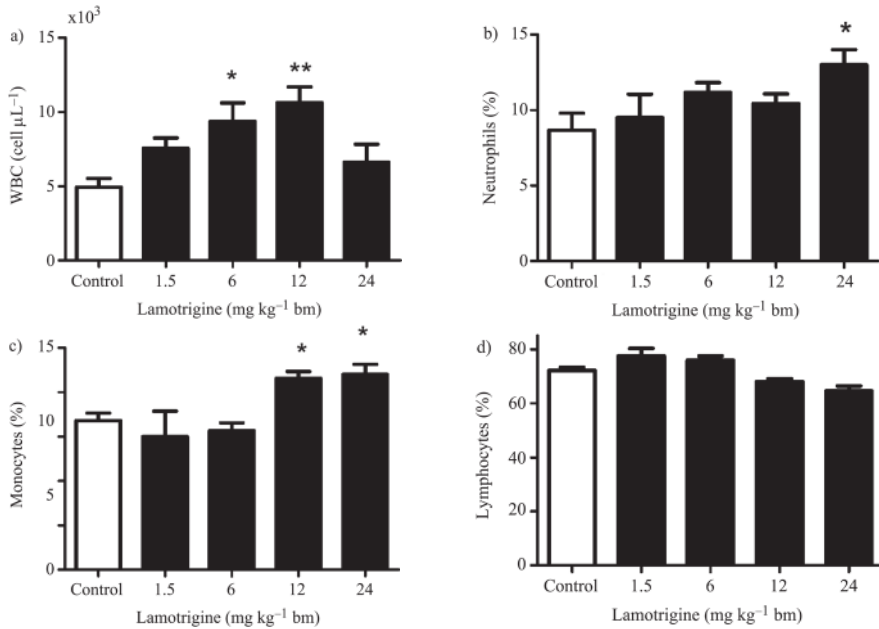 a)
x10³
WBC (cell μL⁻¹)
15
10
5
0
*
**
Control 1.5 6 12 24
Lamotrigine (mg kg⁻¹ bm)
b)
Neutrophils (%)
15
10
5
0
*
Control 1.5 6 12 24
Lamotrigine (mg kg⁻¹ bm)
c)
Monocytes (%)
15
10
5
0
*
*
Control 1.5 6 12 24
Lamotrigine (mg kg⁻¹ bm)
d)
Lymphocytes (%)
80
60
40
20
0
Control 1.5 6 12 24
Lamotrigine (mg kg⁻¹ bm)